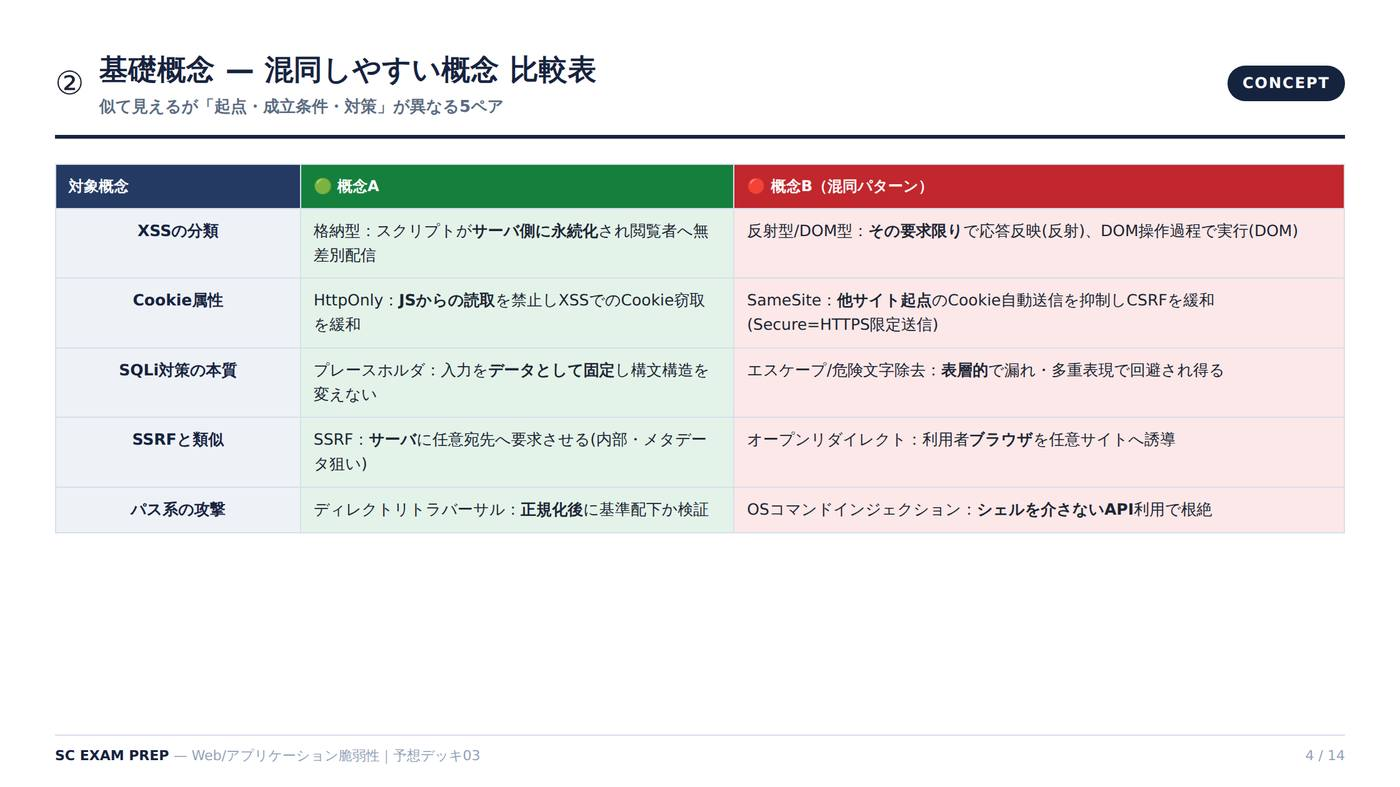 ②
基礎概念 — 混同しやすい概念 比較表
似て見えるが「起点・成立条件・対策」が異なる5ペア
CONCEPT
対象概念
🟢 概念A
🔴 概念B（混同パターン）
XSSの分類
格納型：スクリプトがサーバ側に永続化され閲覧者へ無
差別配信
反射型/DOM型：その要求限りで応答反映(反射)、DOM操作過程で実行(DOM)
Cookie属性
HttpOnly：JSからの読取を禁止しXSSでのCookie窃取
を緩和
SameSite：他サイト起点のCookie自動送信を抑制しCSRFを緩和
(Secure=HTTPS限定送信)
SQLi対策の本質
プレースホルダ：入力をデータとして固定し構文構造を
変えない
エスケープ/危険文字除去：表層的で漏れ・多重表現で回避され得る
SSRFと類似
SSRF：サーバに任意宛先へ要求させる(内部・メタデー
タ狙い)
オープンリダイレクト：利用者ブラウザを任意サイトへ誘導
パス系の攻撃
ディレクトリトラバーサル：正規化後に基準配下か検証
OSコマンドインジェクション：シェルを介さないAPI利用で根絶
SC EXAM PREP — Web/アプリケーション脆弱性｜予想デッキ03
4 / 14